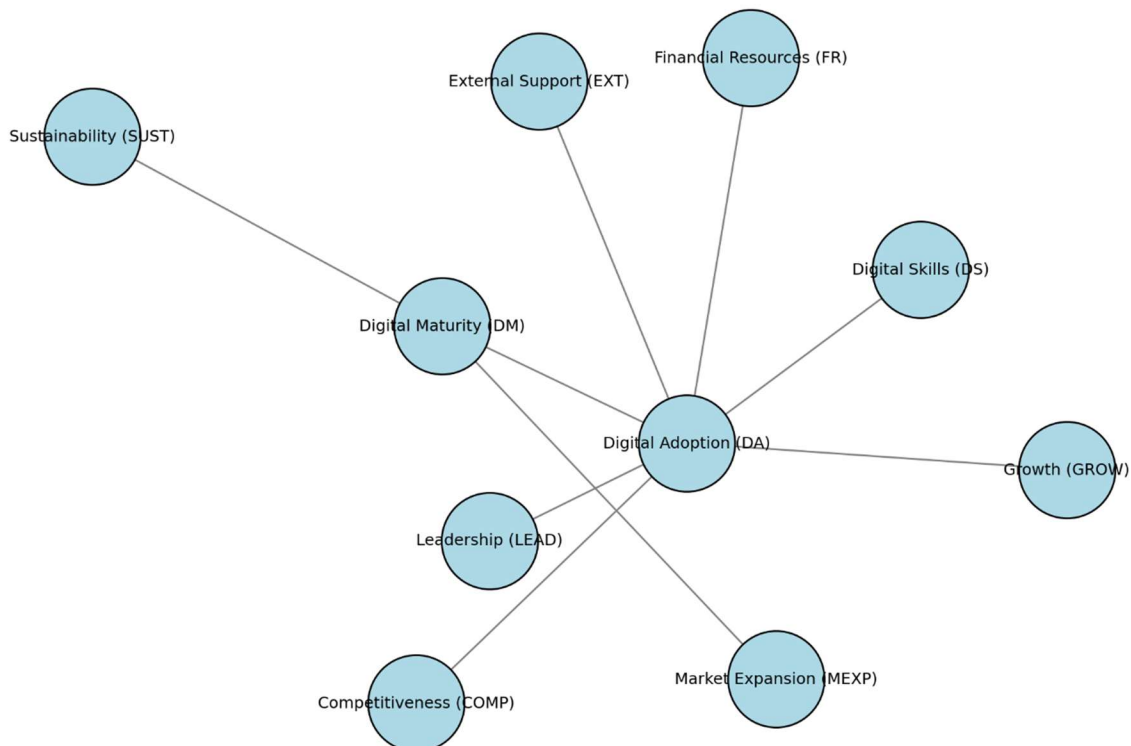 Financial Resources (FR)
External Support (EXT)
Sustainability (SUST)
Digital Skills (DS)
Digital Maturity (DM)
Digital Adoption (DA)
Growth (GROW)
Leadership (LEAD)
Market Expansion (MEXP)
Competitiveness (COMP)